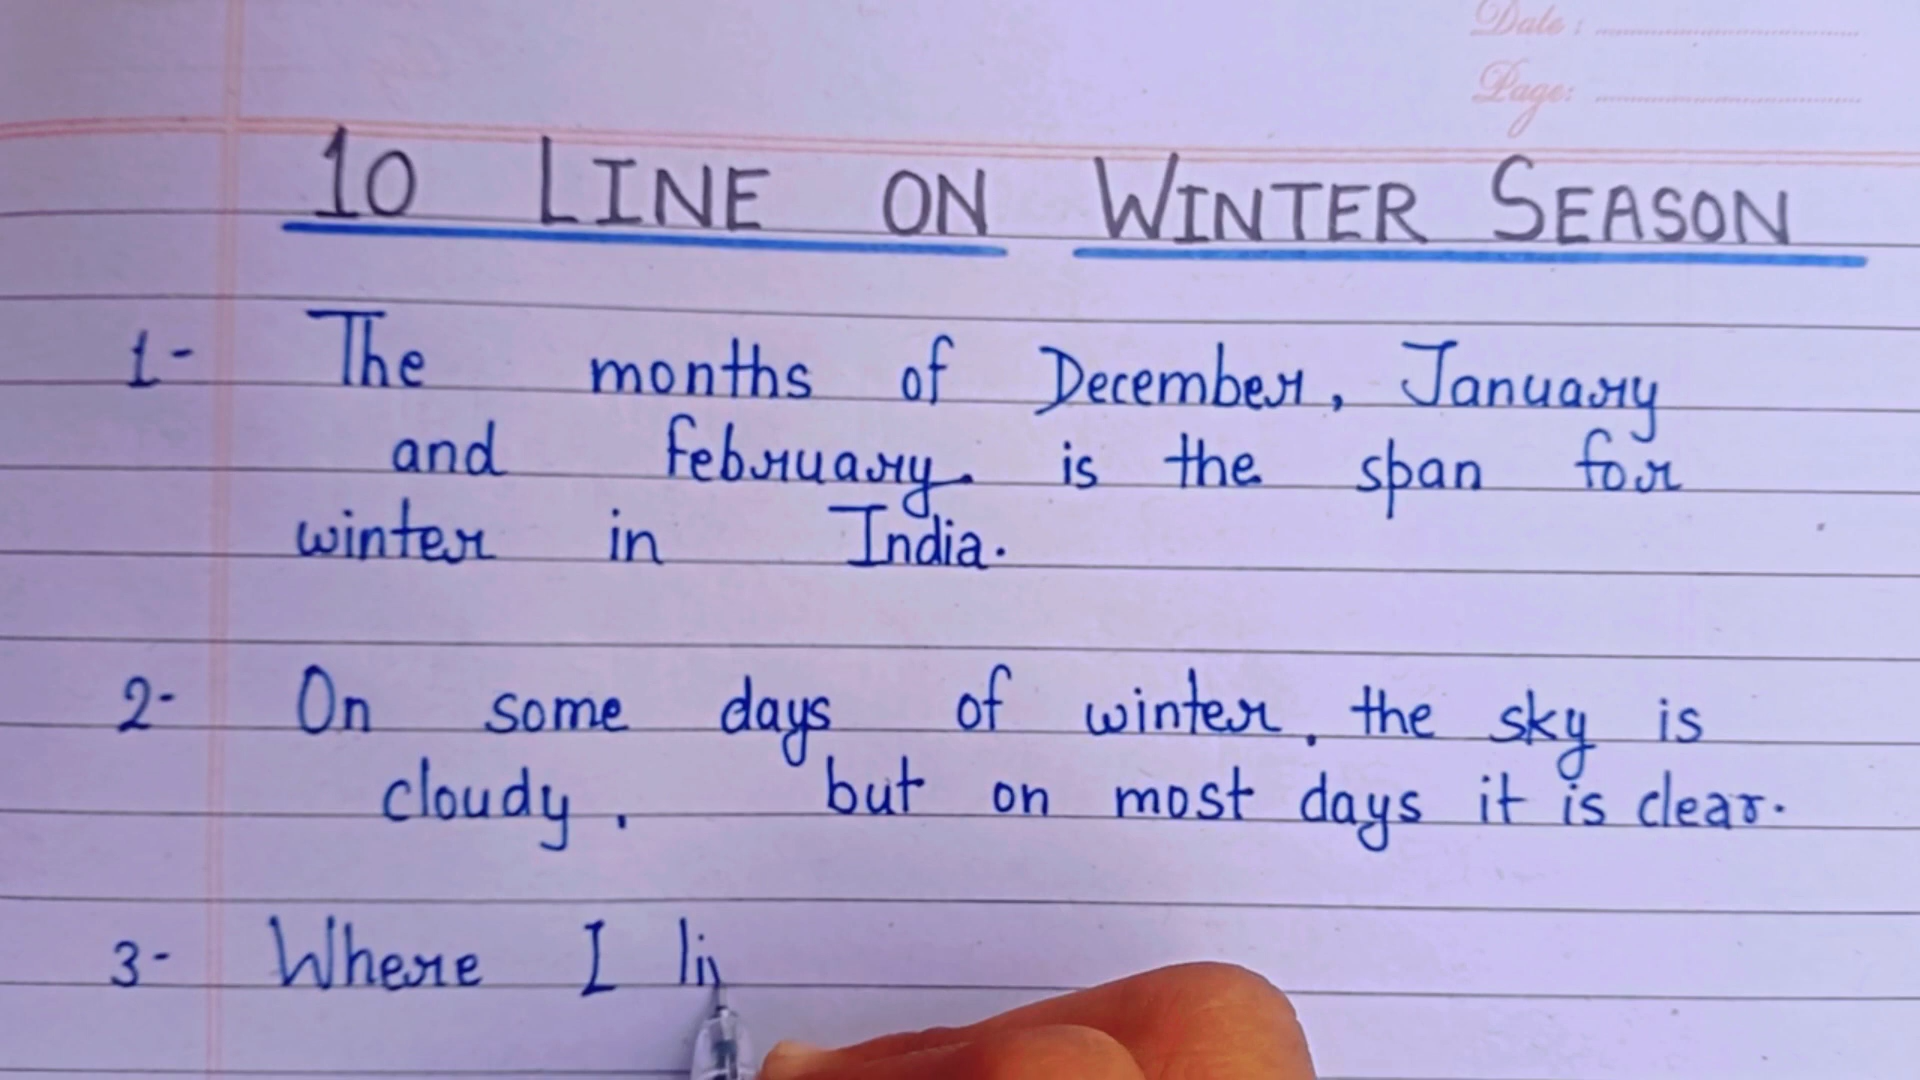 Date :
Page:
10 LINE ON WINTER SEASON
1- The months of December, January
and february is the span for
winter in India.
2- On some days of winter, the sky is
cloudy, but on most days it is clear.
3- Where I